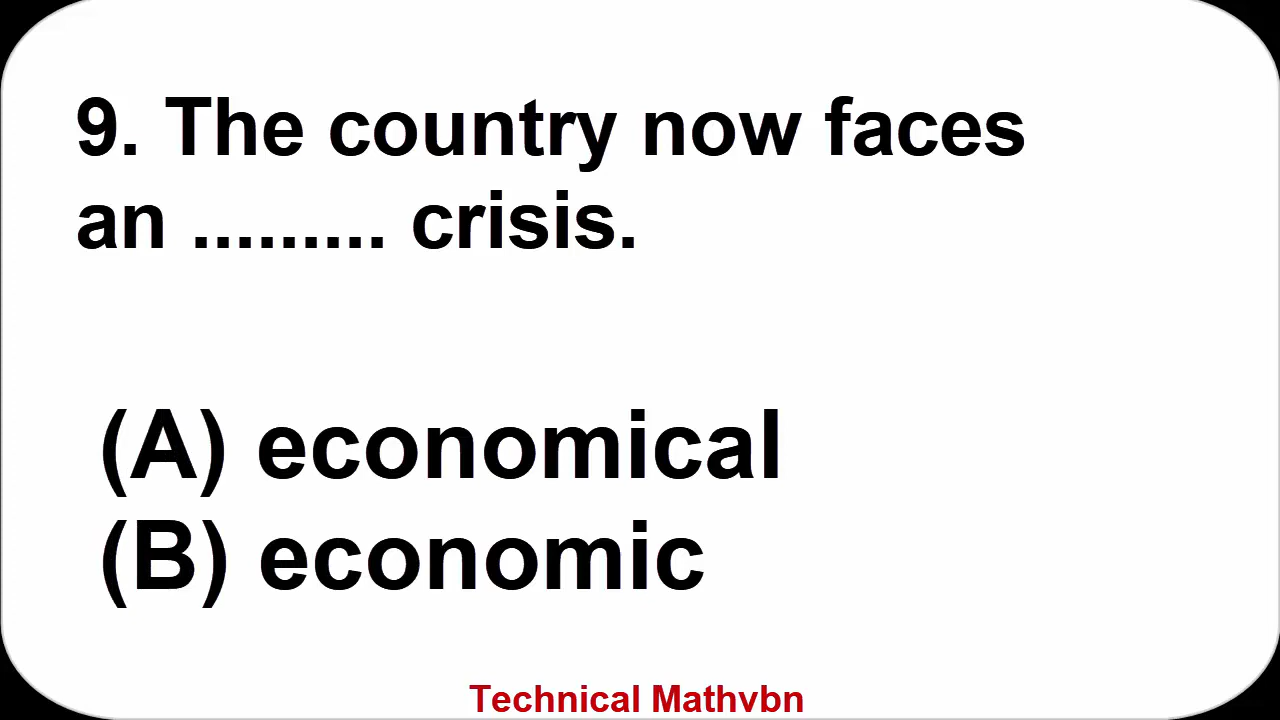 9. The country now faces
an ......... crisis.
(A) economical
(B) economic
Technical Mathvbn